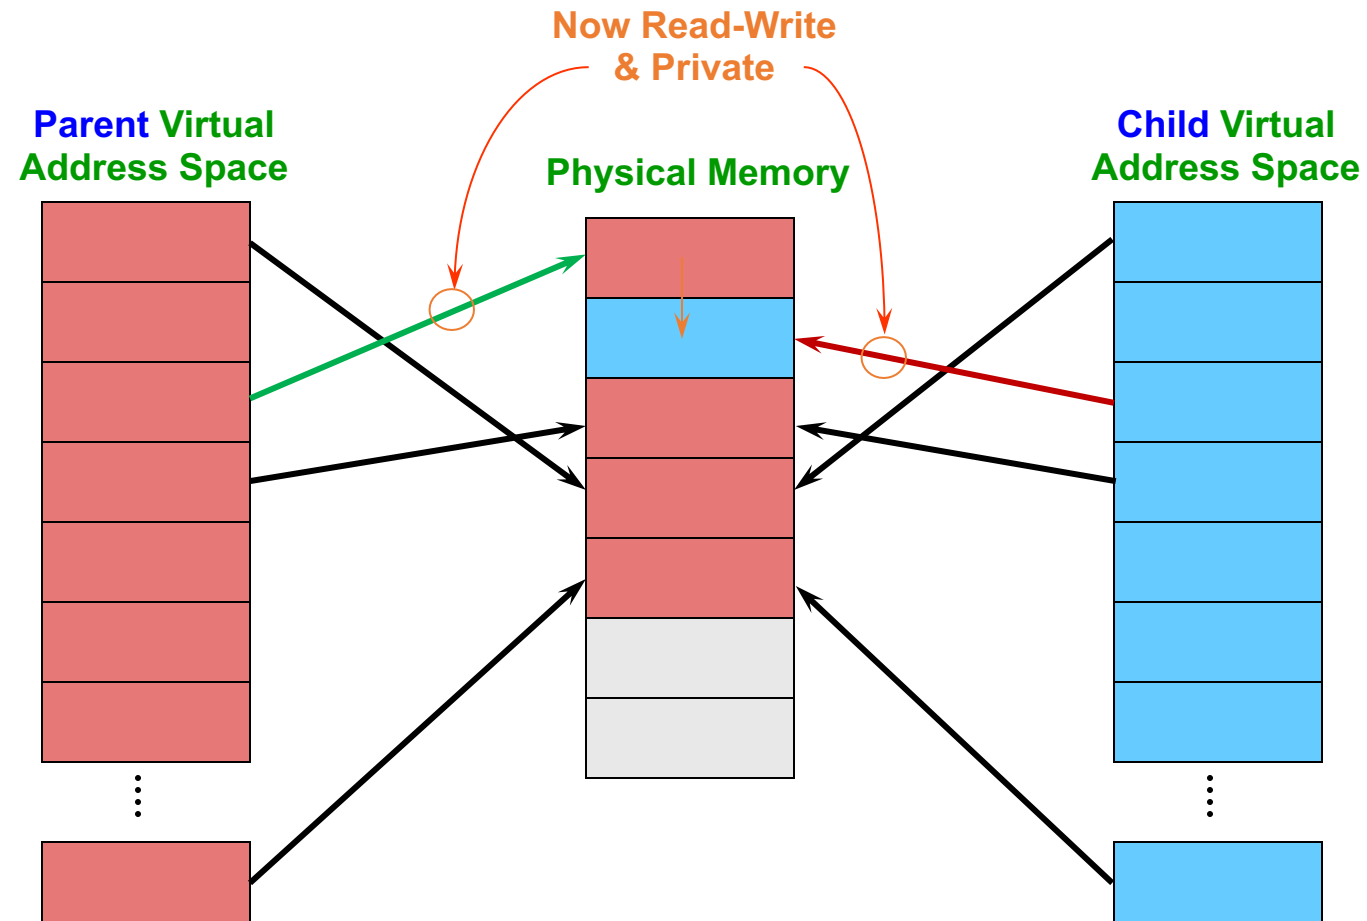 Now Read-Write
& Private
Parent Virtual
Address Space
Physical Memory
Child Virtual
Address Space